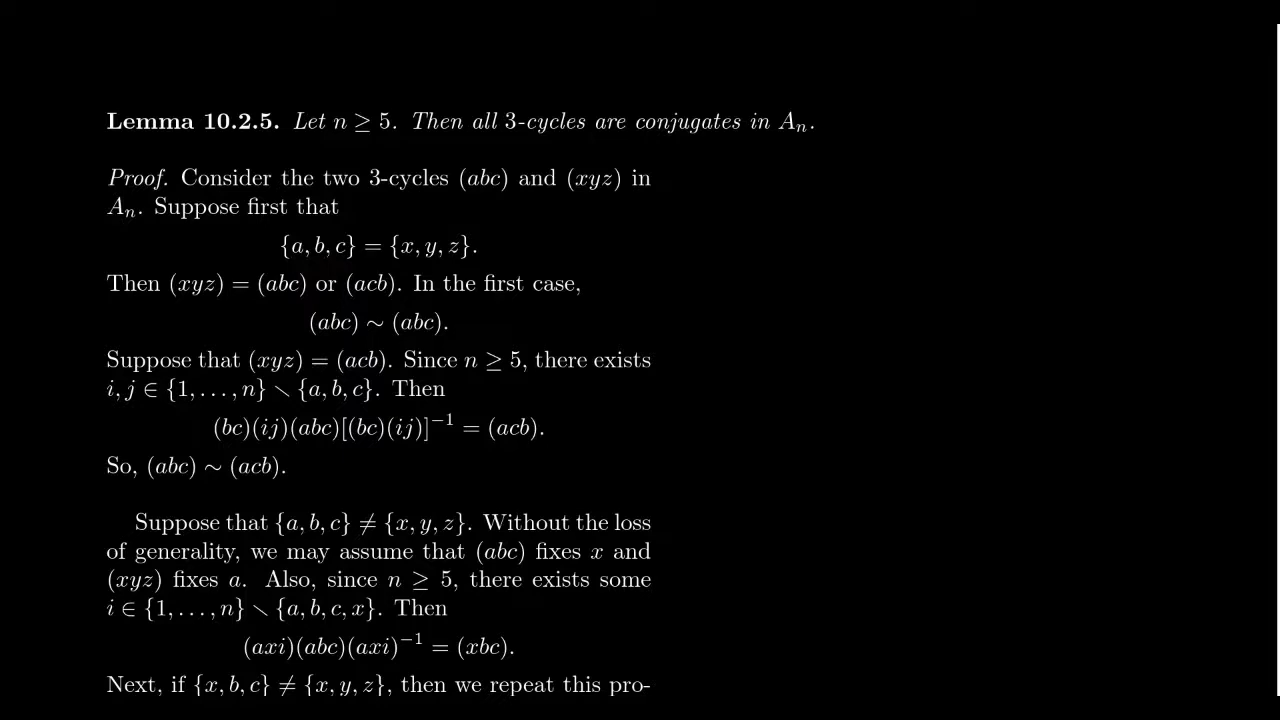 Lemma 10.2.5. Let n ≥ 5. Then all 3-cycles are conjugates in Aₙ.
Proof. Consider the two 3-cycles (abc) and (xyz) in
Aₙ. Suppose first that
{a, b, c} = {x, y, z}.
Then (xyz) = (abc) or (acb). In the first case,
(abc) ∼ (abc).
Suppose that (xyz) = (acb). Since n ≥ 5, there exists
i, j ∈ {1, . . . , n} ∖ {a, b, c}. Then
(bc)(ij)(abc)[(bc)(ij)]⁻¹ = (acb).
So, (abc) ∼ (acb).
Suppose that {a, b, c} ≠ {x, y, z}. Without the loss
of generality, we may assume that (abc) fixes x and
(xyz) fixes a. Also, since n ≥ 5, there exists some
i ∈ {1, . . . , n} ∖ {a, b, c, x}. Then
(axi)(abc)(axi)⁻¹ = (xbc).
Next, if {x, b, c} ≠ {x, y, z}, then we repeat this pro-